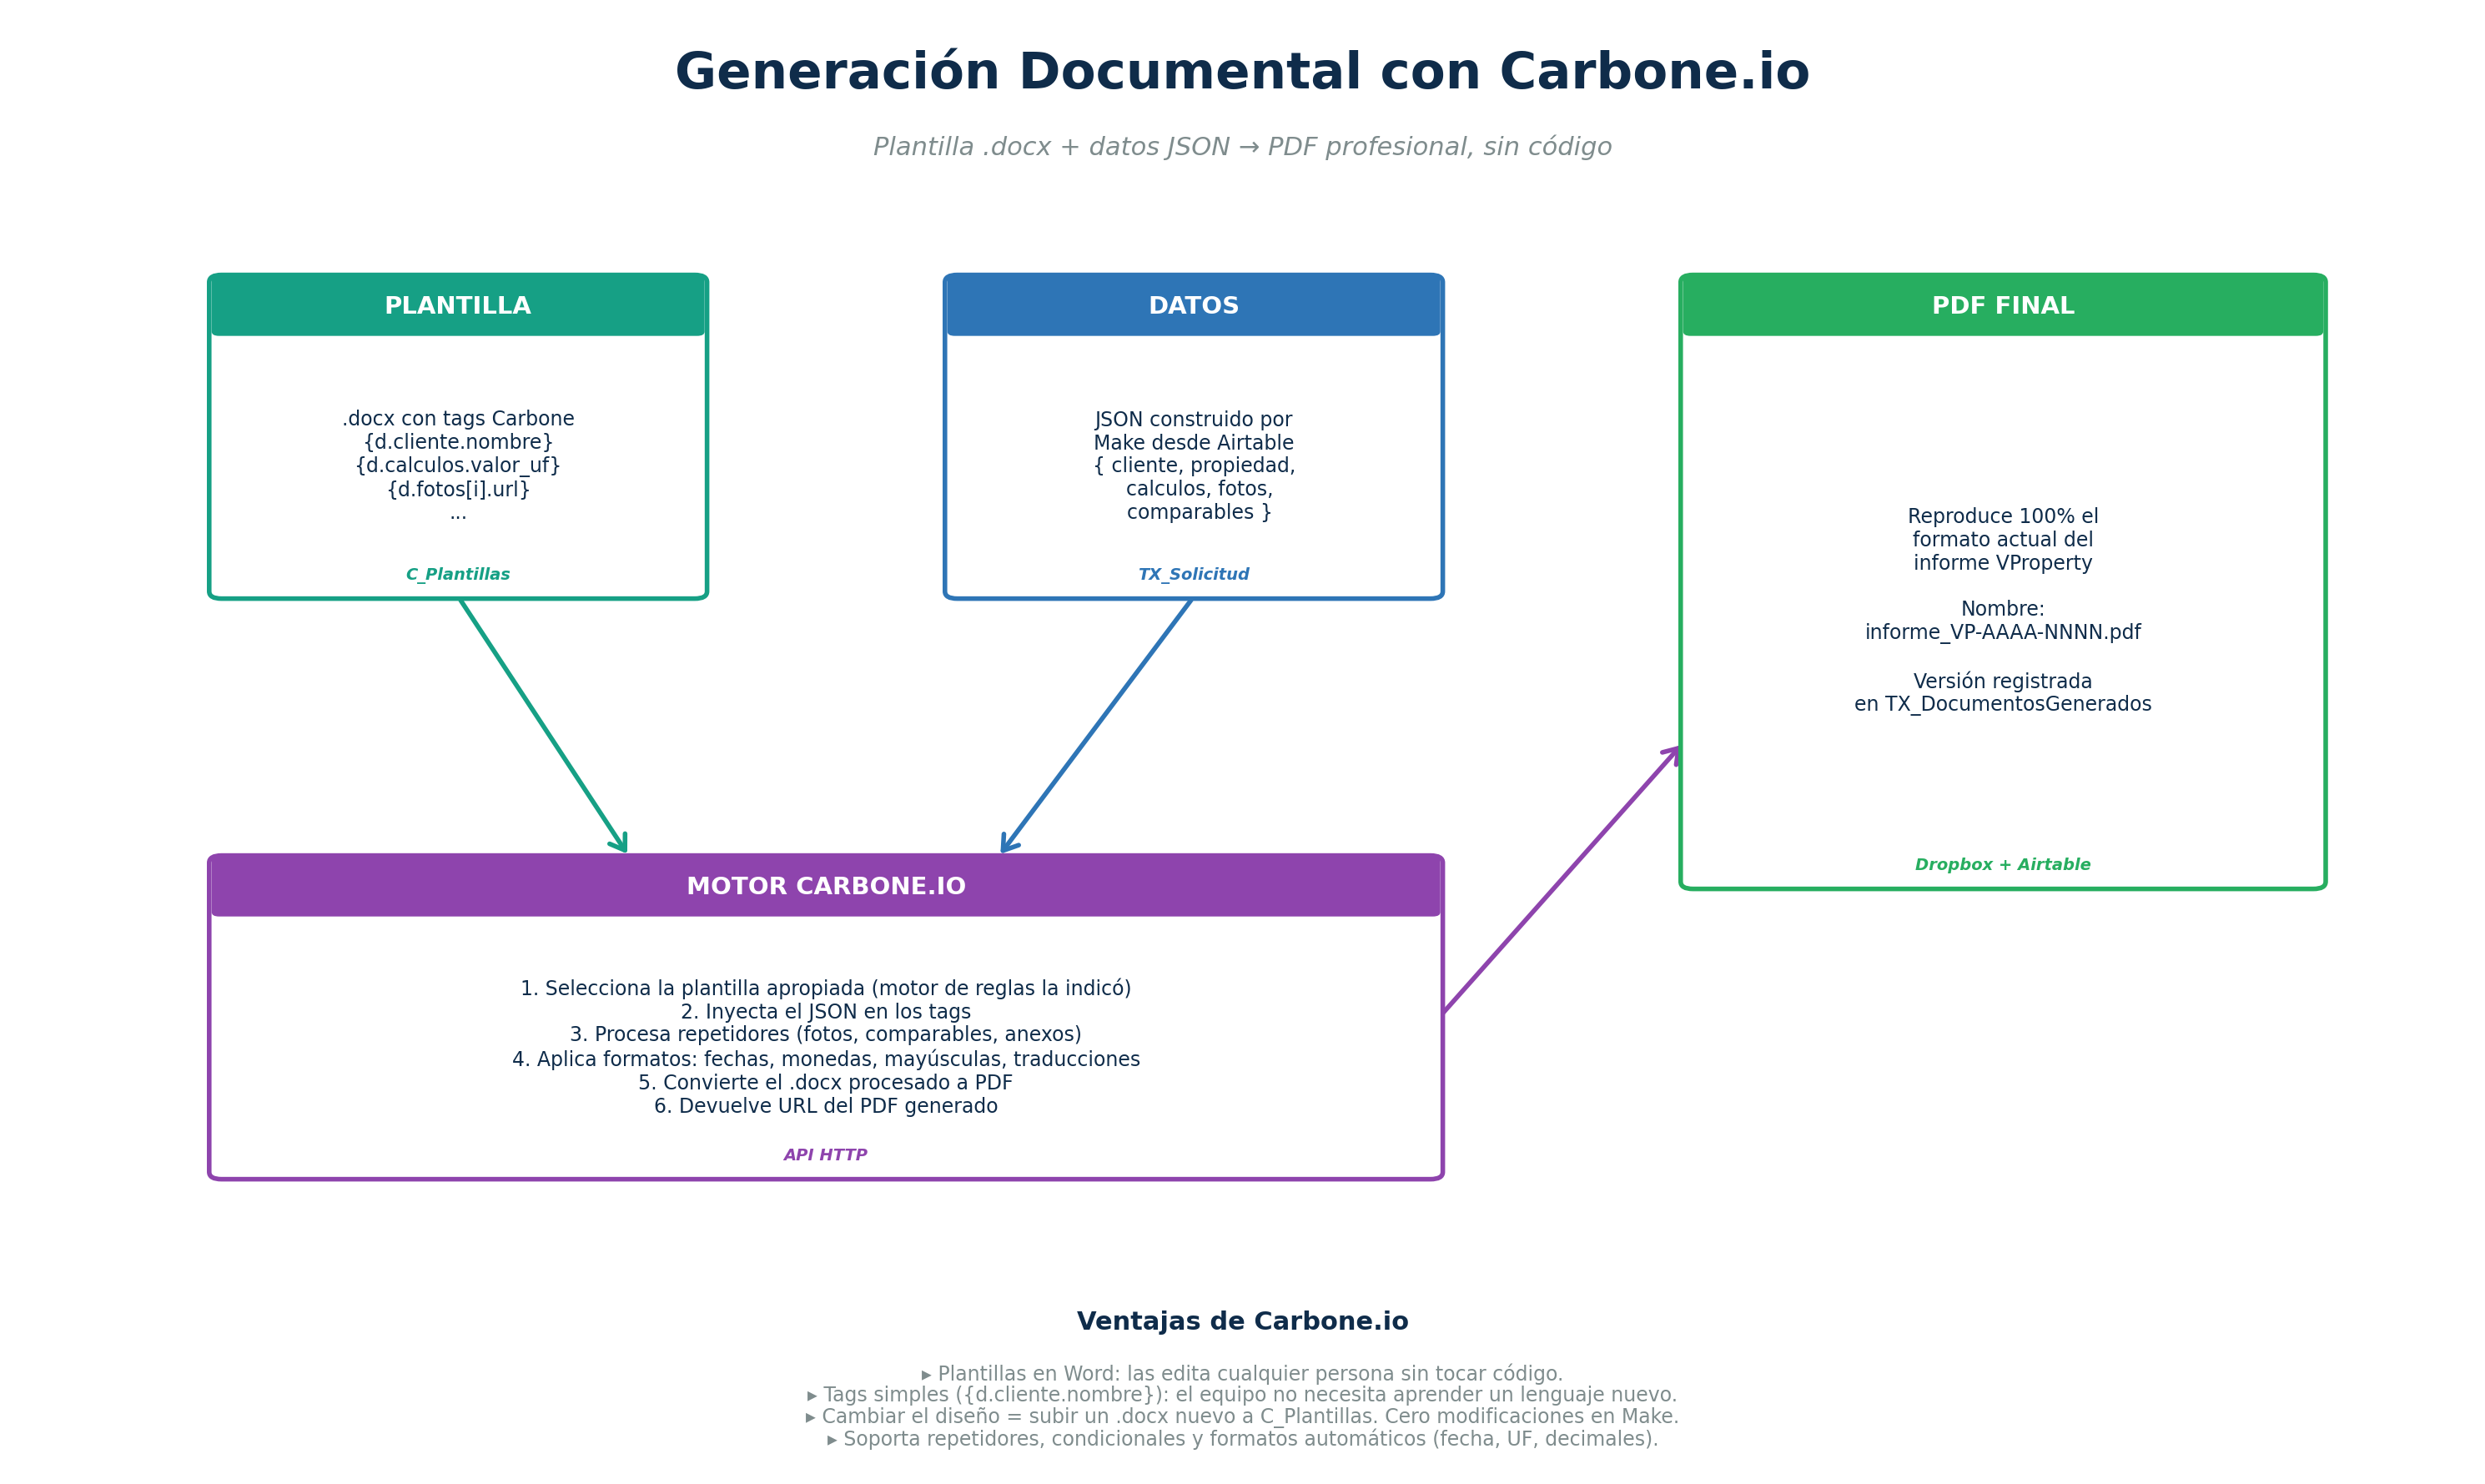 Generación Documental con Carbone.io
Plantilla .docx + datos JSON → PDF profesional, sin código
PLANTILLA
.docx con tags Carbone
{d.cliente.nombre}
{d.calculos.valor_uf}
{d.fotos[i].url}
...
C_Plantillas
DATOS
JSON construido por
Make desde Airtable
{ cliente, propiedad,
calculos, fotos,
comparables }
TX_Solicitud
PDF FINAL
Reproduce 100% el
formato actual del
informe VProperty
Nombre:
informe_VP-AAAA-NNNN.pdf
Versión registrada
en TX_DocumentosGenerados
Dropbox + Airtable
MOTOR CARBONE.IO
1. Selecciona la plantilla apropiada (motor de reglas la indicó)
2. Inyecta el JSON en los tags
3. Procesa repetidores (fotos, comparables, anexos)
4. Aplica formatos: fechas, monedas, mayúsculas, traducciones
5. Convierte el .docx procesado a PDF
6. Devuelve URL del PDF generado
API HTTP
Ventajas de Carbone.io
▸ Plantillas en Word: las edita cualquier persona sin tocar código.
▸ Tags simples ({d.cliente.nombre}): el equipo no necesita aprender un lenguaje nuevo.
▸ Cambiar el diseño = subir un .docx nuevo a C_Plantillas. Cero modificaciones en Make.
▸ Soporta repetidores, condicionales y formatos automáticos (fecha, UF, decimales).